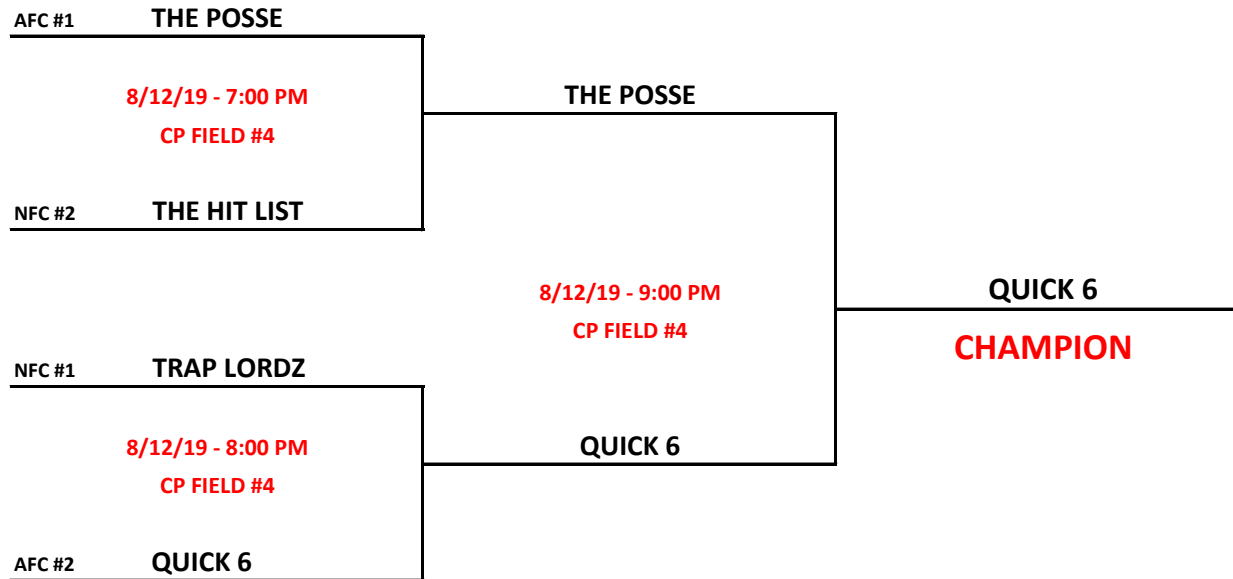 AFC #1 THE POSSE
8/12/19 - 7:00 PM
CP FIELD #4
NFC #2 THE HIT LIST
THE POSSE
8/12/19 - 9:00 PM
CP FIELD #4
QUICK 6
CHAMPION
NFC #1 TRAP LORDZ
8/12/19 - 8:00 PM
CP FIELD #4
QUICK 6
AFC #2 QUICK 6